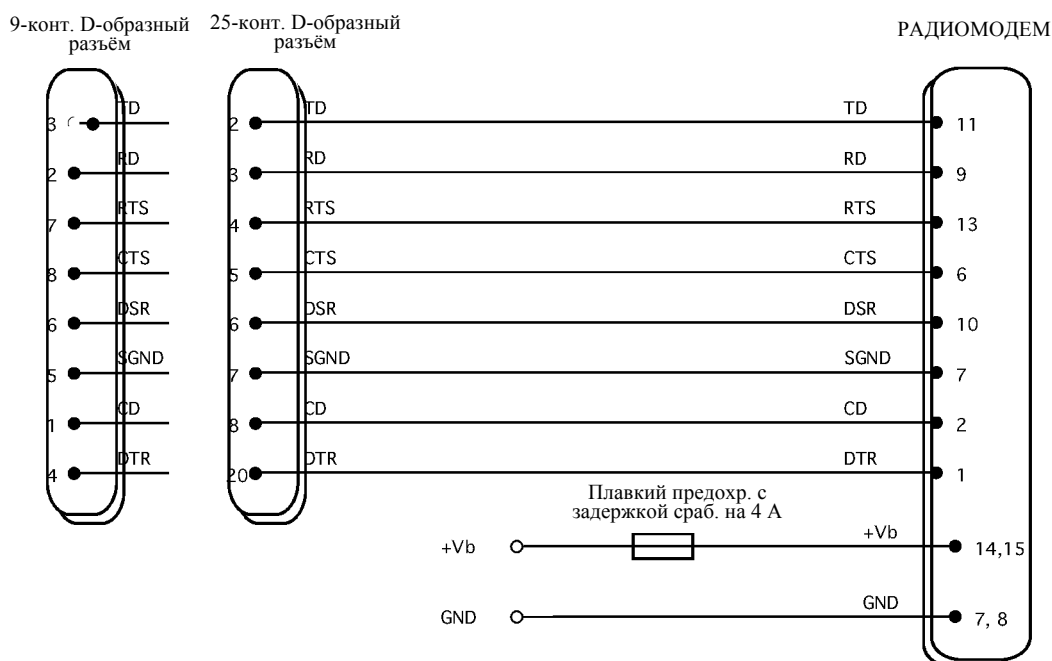 9-конт. D-образный
разъём
25-конт. D-образный
разъём
РАДИОМОДЕМ
3 TD 2 TD TD 11
2 RD 3 RD RD 9
7 RTS 4 RTS RTS 13
8 CTS 5 CTS CTS 6
6 DSR 6 DSR DSR 10
5 SGND 7 SGND SGND 7
1 CD 8 CD CD 2
4 DTR 20 DTR DTR 1
Плавкий предохр. с
задержкой сраб. на 4 А
+Vb +Vb 14,15
GND GND 7, 8